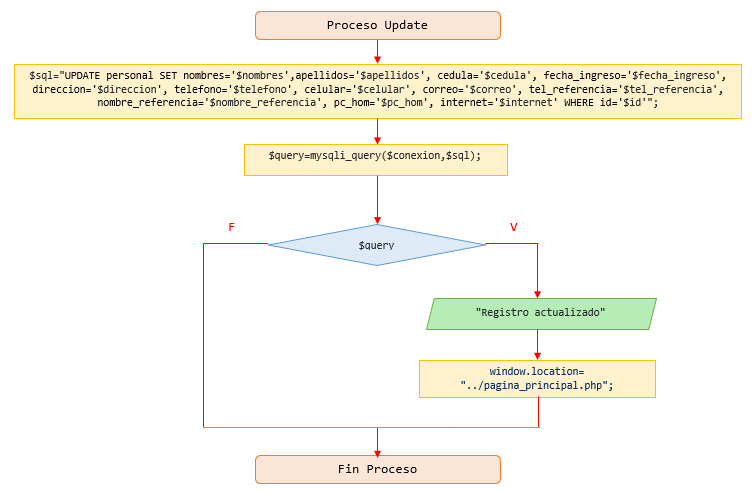 Proceso Update
$sql="UPDATE personal SET nombres='$nombres',apellidos='$apellidos', cedula='$cedula', fecha_ingreso='$fecha_ingreso',
direccion='$direccion', telefono='$telefono', celular='$celular', correo='$correo', tel_referencia='$tel_referencia',
nombre_referencia='$nombre_referencia', pc_hom='$pc_hom', internet='$internet' WHERE id='$id'";
$query=mysqli_query($conexion,$sql);
F
V
$query
"Registro actualizado"
window.location=
"../pagina_principal.php";
Fin Proceso